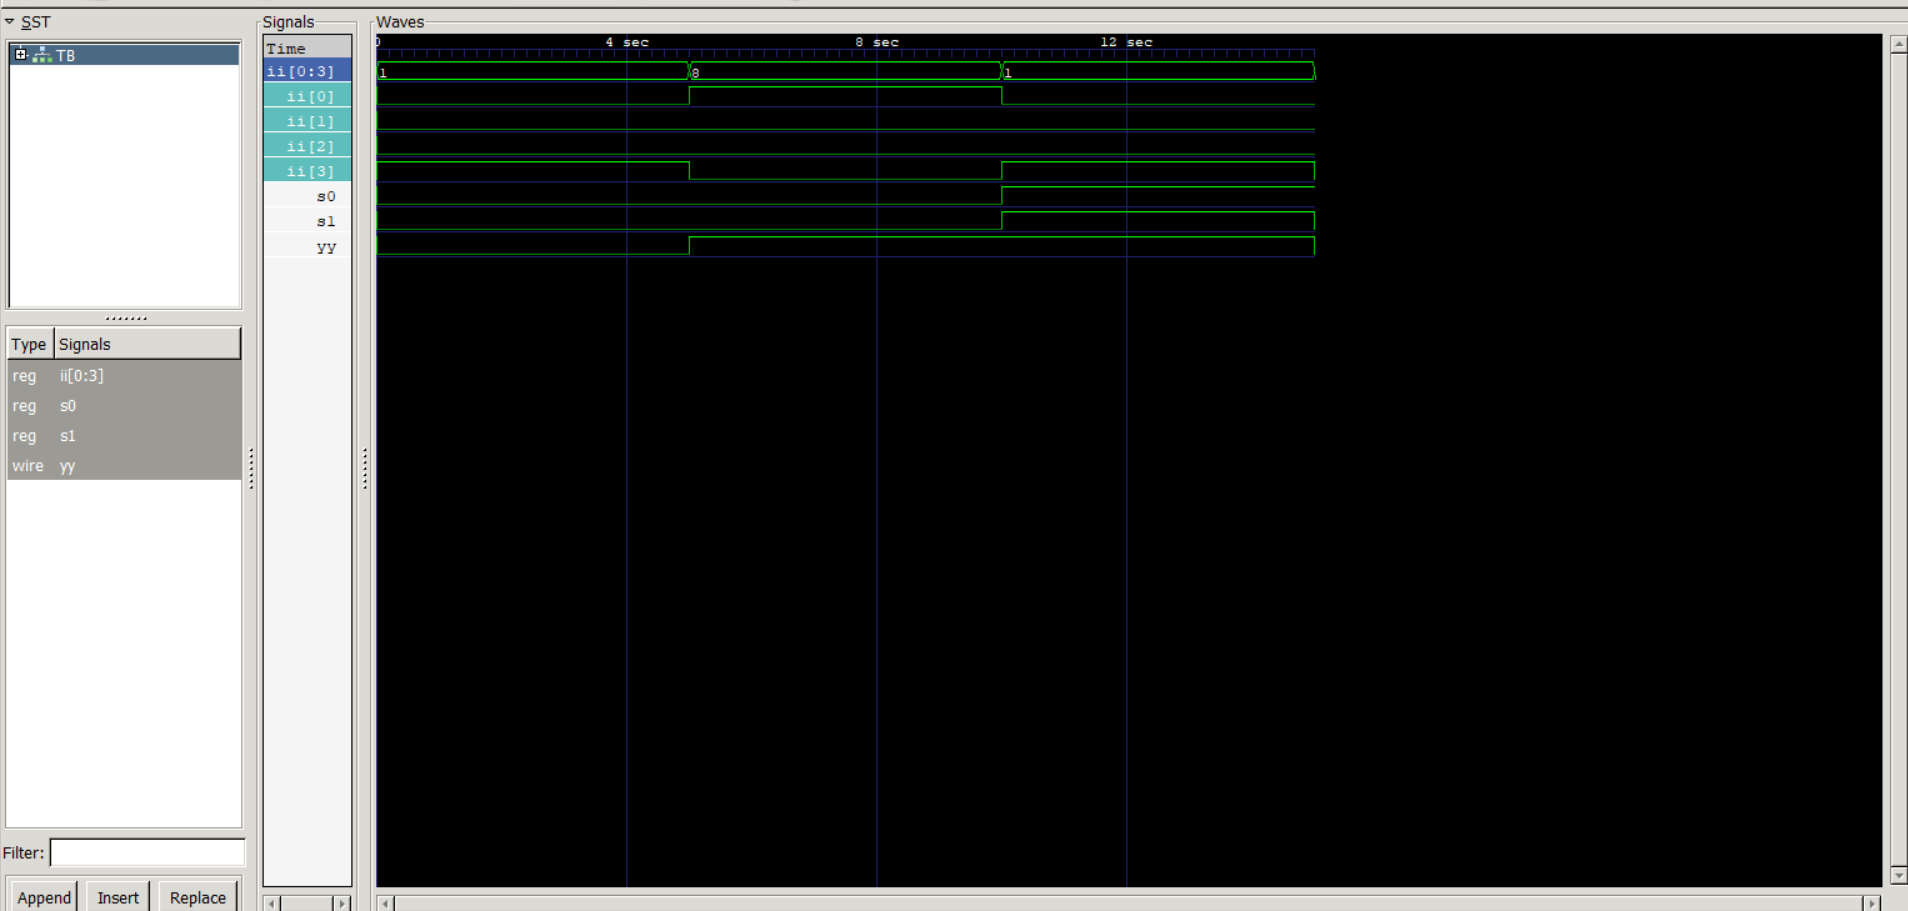 SST
TB
Type Signals
reg ii[0:3]
reg s0
reg s1
wire yy
Filter:
Append Insert Replace
Signals
Time
ii[0:3]
ii[0]
ii[1]
ii[2]
ii[3]
s0
s1
yy
Waves
0 4 sec 8 sec 12 sec
1 8 1